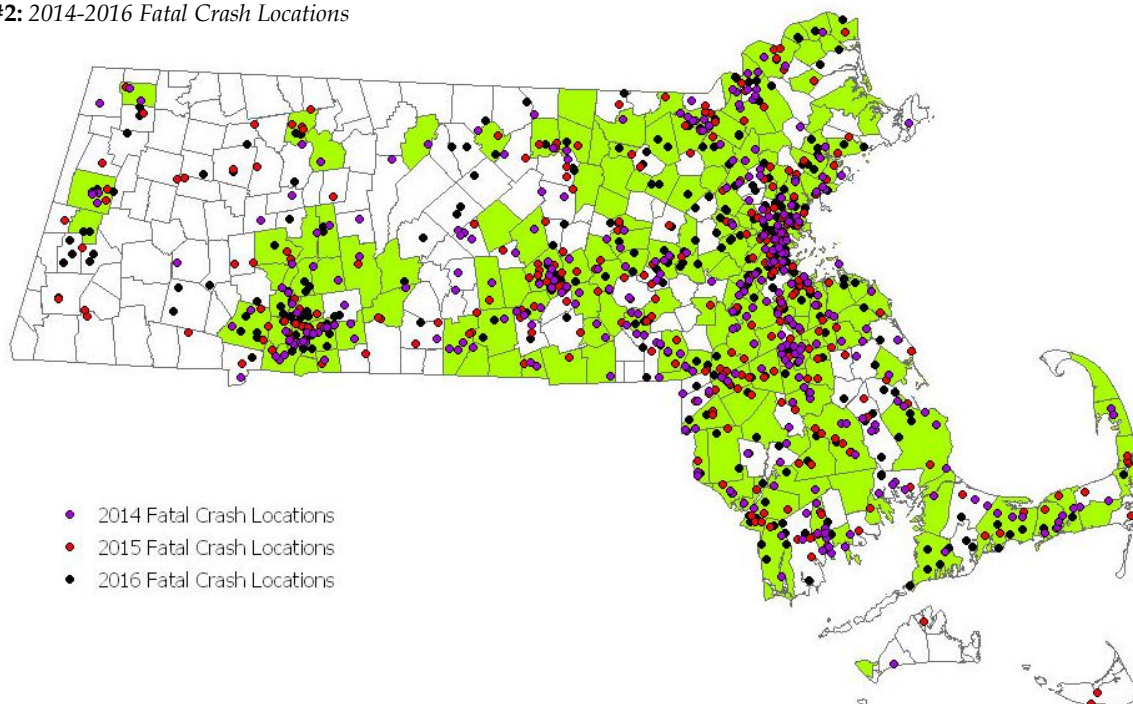 #2: 2014-2016 Fatal Crash Locations
2014 Fatal Crash Locations
2015 Fatal Crash Locations
2016 Fatal Crash Locations